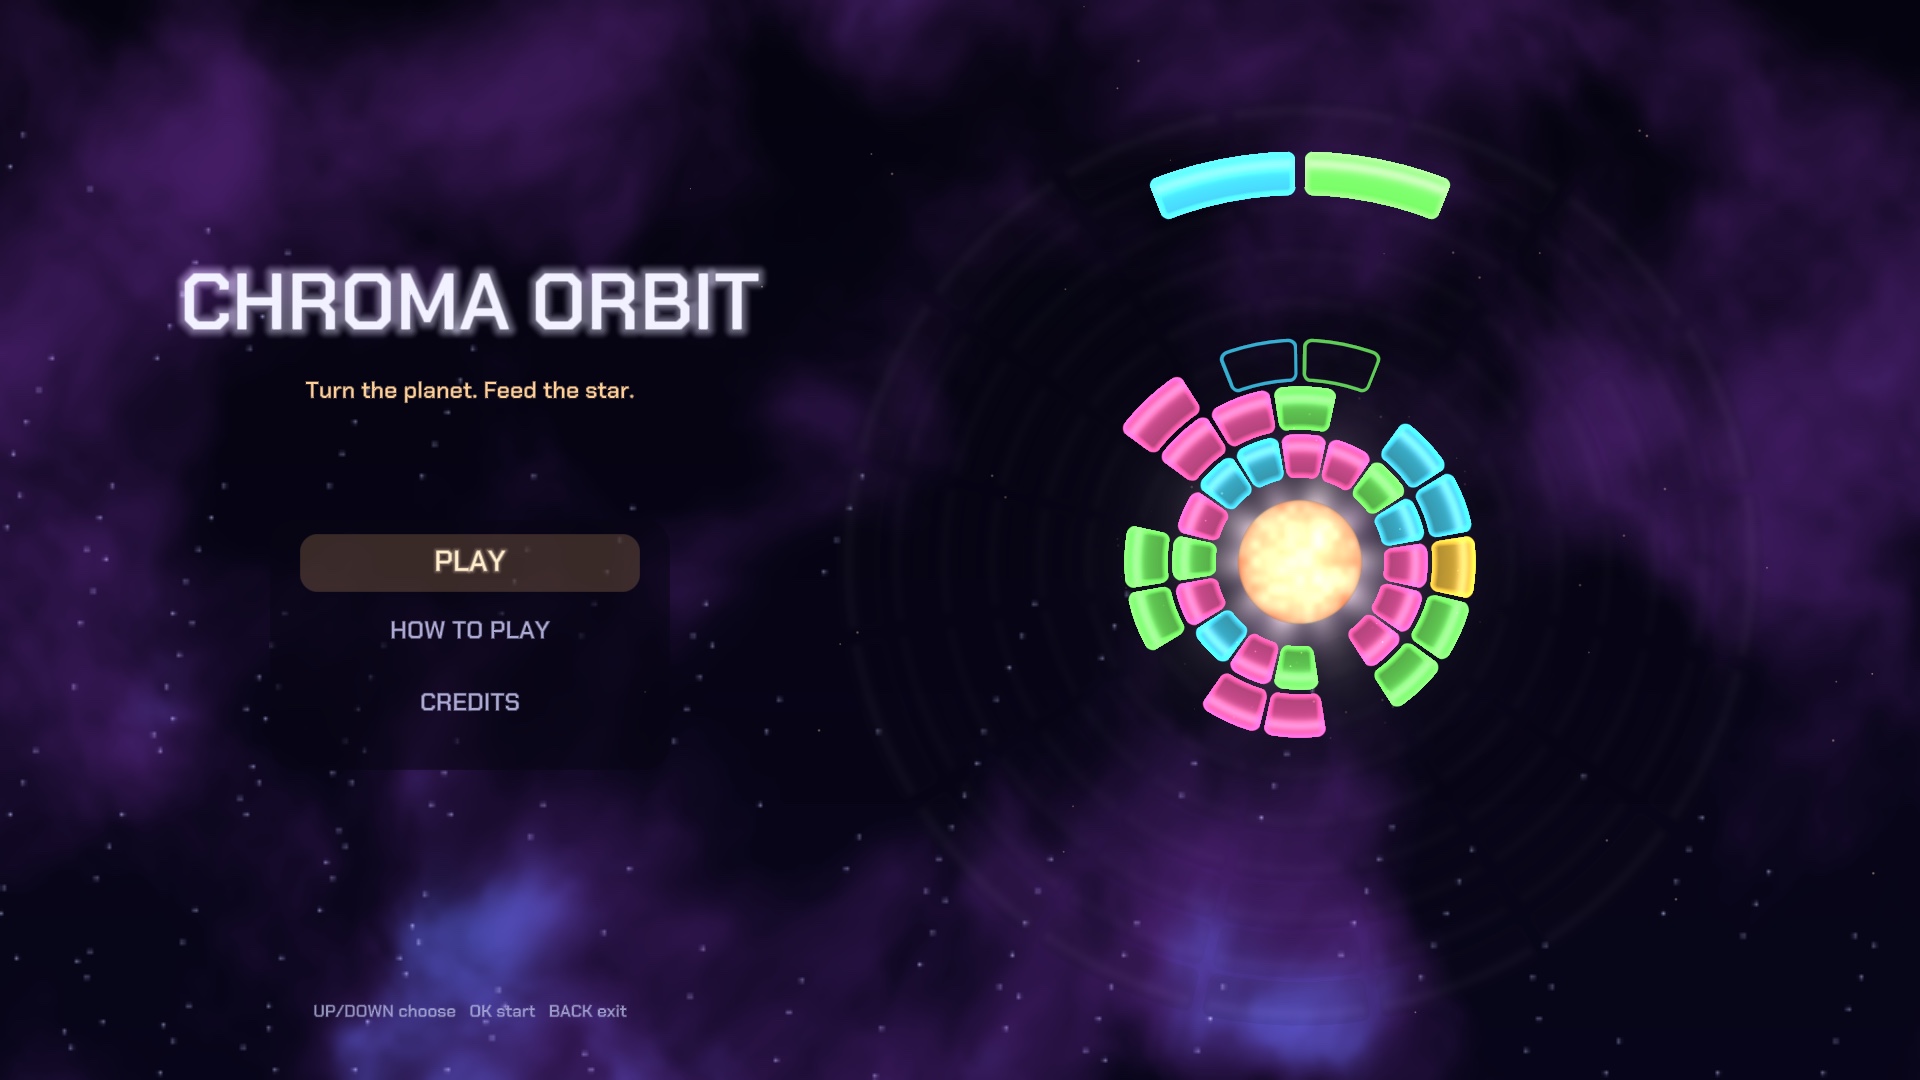 CHROMA ORBIT
Turn the planet. Feed the star.
PLAY
HOW TO PLAY
CREDITS
UP/DOWN choose OK start BACK exit